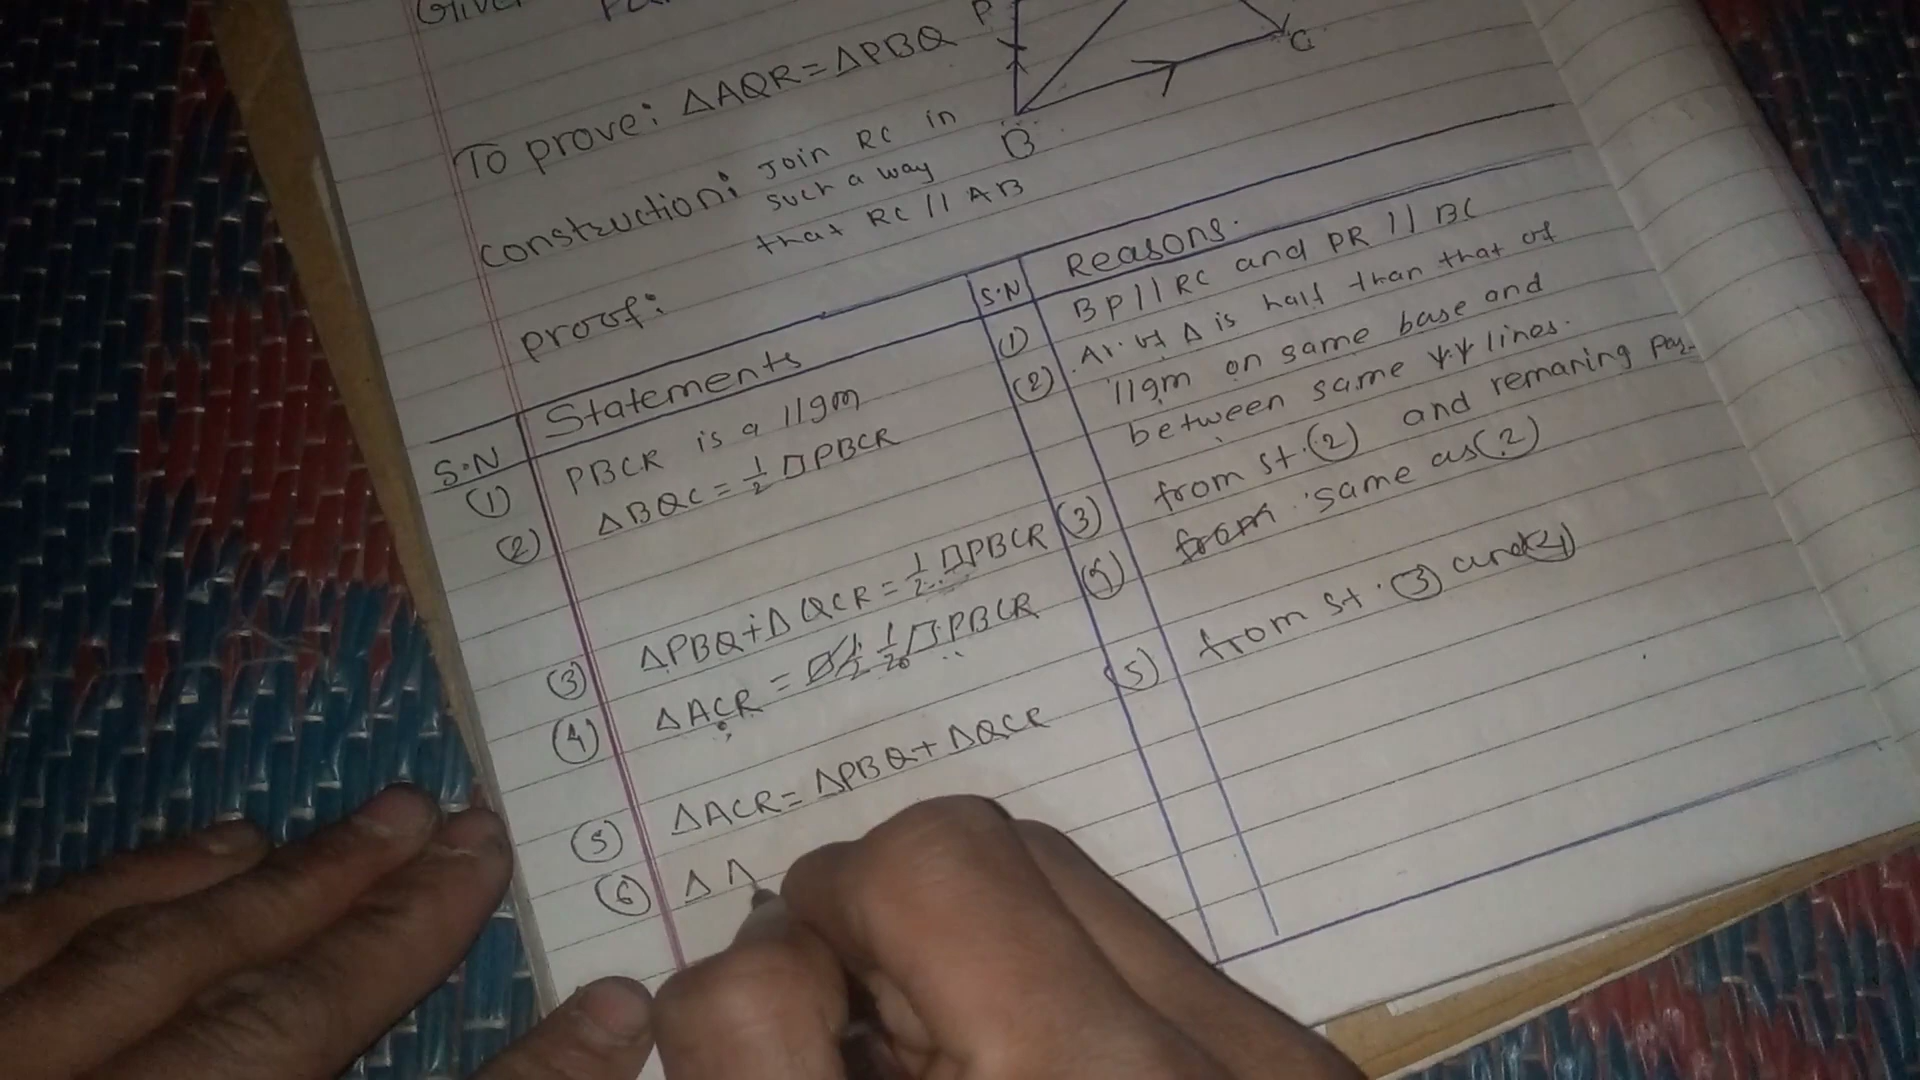 To prove: ΔAQR = ΔPBQ
P
C
B
construction: Join RC in
such a way
that RC // AB
proof:
S.N Statements
(1) PBCR is a //gm
(2) ΔBQC = 1/2 ▱PBCR
(3) ΔPBQ + ΔQCR = 1/2 ▱PBCR
(4) ΔACR = 1/2 ▱PBCR
(5) ΔACR = ΔPBQ + ΔQCR
(6) Δ
S.N Reasons.
(1) BP // RC and PR // BC
(2) Ar. of Δ is half than that of
//gm on same base and
between same lines.
(3) from st. (2) and remaring
(4) same as (2)
(5) from st. (3) and (4)